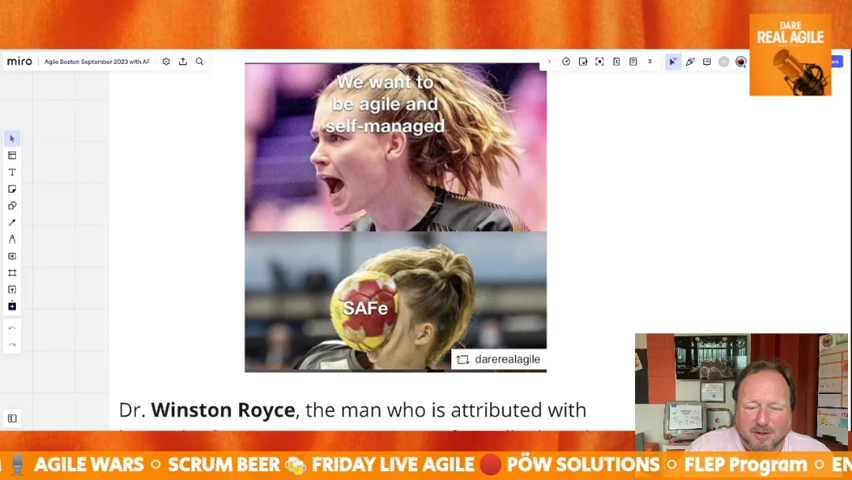 DARE
REAL AGILE
miro
Agile Boston September 2023 with AF
We want to
be agile and
self-managed
SAFe
darerealagile
Dr. Winston Royce, the man who is attributed with
AGILE WARS ○ SCRUM BEER 🍻 FRIDAY LIVE AGILE 🔴 PÖW SOLUTIONS ○ FLEP Program ○ EN